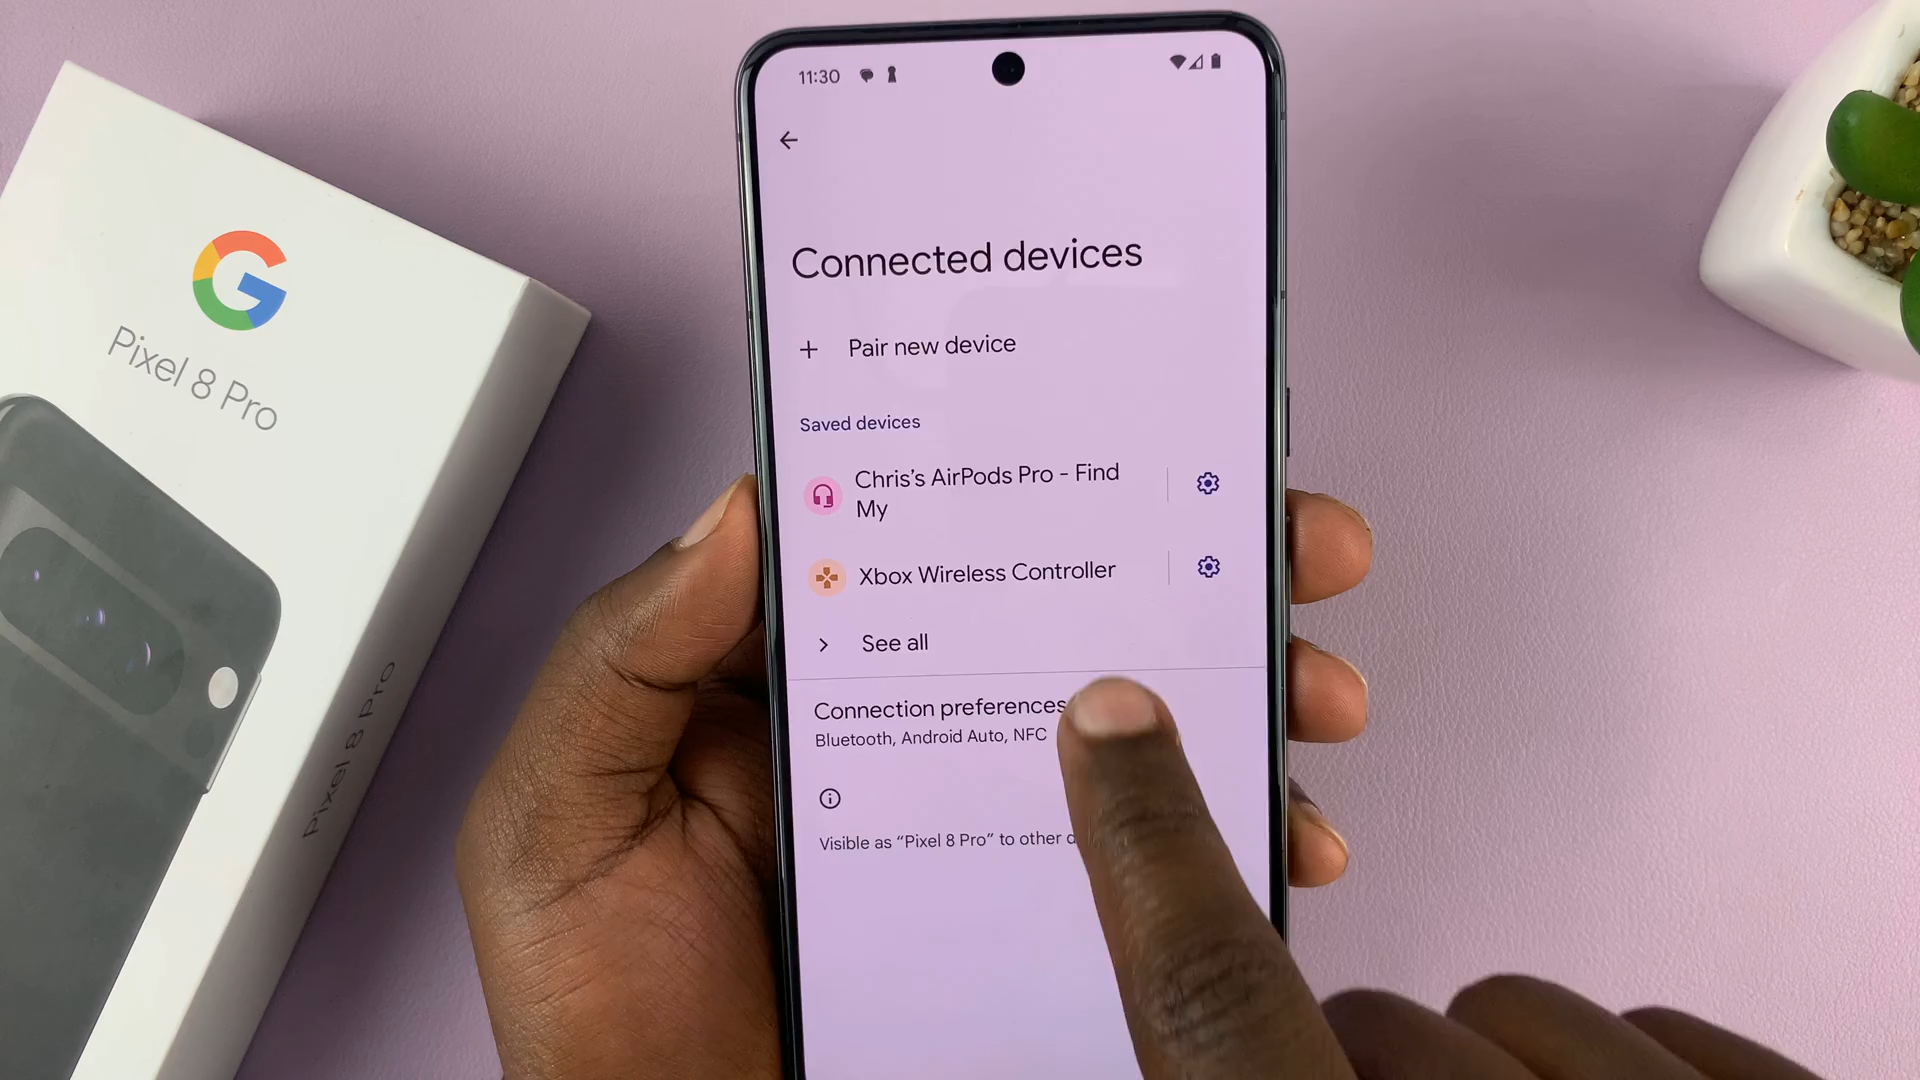 11:30
Connected devices
+ Pair new device
Saved devices
Chris's AirPods Pro - Find
My
Xbox Wireless Controller
See all
Connection preferences
Bluetooth, Android Auto, NFC
Visible as “Pixel 8 Pro” to other
G
Pixel 8 Pro
Pixel 8 Pro